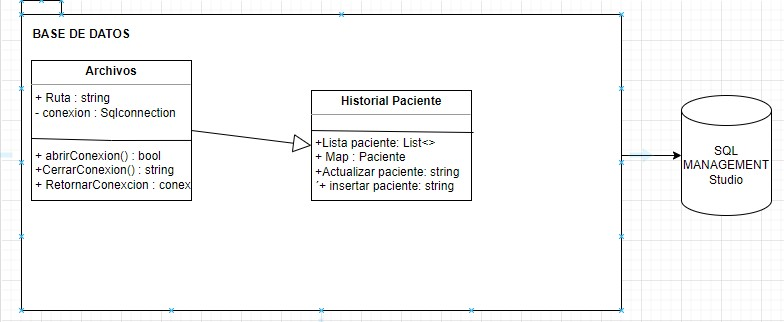 BASE DE DATOS
Archivos
+ Ruta : string
- conexion : Sqlconnection
+ abrirConexion() : bool
+CerrarConexion() : string
+ RetornarConexcion : conex
Historial Paciente
+Lista paciente: List<>
+ Map : Paciente
+Actualizar paciente: string
´+ insertar paciente: string
SQL
MANAGEMENT
Studio